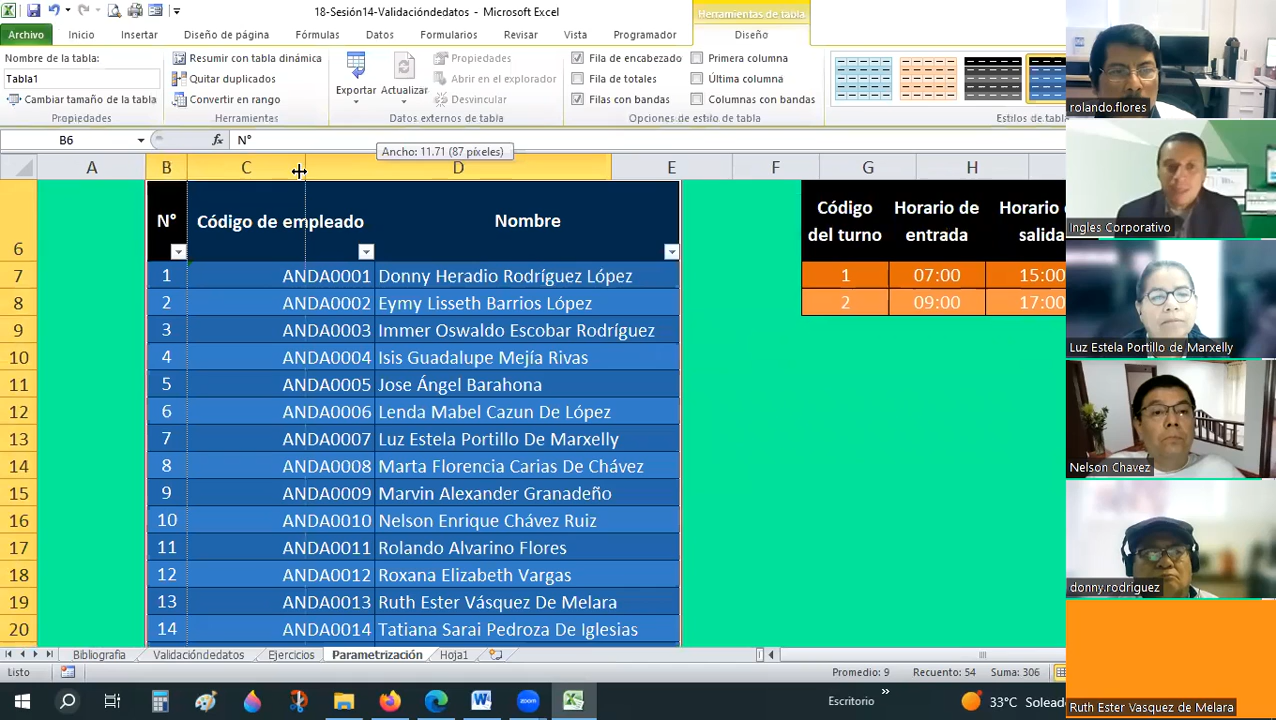 18-Sesión14-Validacióndedatos - Microsoft Excel
Herramientas de tabla
Archivo Inicio Insertar Diseño de página Fórmulas Datos Formularios Revisar Vista Programador Diseño
Nombre de la tabla:
Tabla1
Cambiar tamaño de la tabla
Propiedades
Resumir con tabla dinámica
Quitar duplicados
Convertir en rango
Herramientas
Exportar
Actualizar
Propiedades
Abrir en el explorador
Desvincular
Datos externos de tabla
Fila de encabezado
Fila de totales
Filas con bandas
Primera columna
Última columna
Columnas con bandas
Opciones de estilo de tabla
Estilos de tabla
B6 fx N°
Ancho: 11.71 (87 píxeles)
A B C D E F G H
6 N° Código de empleado Nombre
7 1 ANDA0001 Donny Heradio Rodríguez López
8 2 ANDA0002 Eymy Lisseth Barrios López
9 3 ANDA0003 Immer Oswaldo Escobar Rodríguez
10 4 ANDA0004 Isis Guadalupe Mejía Rivas
11 5 ANDA0005 Jose Ángel Barahona
12 6 ANDA0006 Lenda Mabel Cazun De López
13 7 ANDA0007 Luz Estela Portillo De Marxelly
14 8 ANDA0008 Marta Florencia Carias De Chávez
15 9 ANDA0009 Marvin Alexander Granadeño
16 10 ANDA0010 Nelson Enrique Chávez Ruiz
17 11 ANDA0011 Rolando Alvarino Flores
18 12 ANDA0012 Roxana Elizabeth Vargas
19 13 ANDA0013 Ruth Ester Vásquez De Melara
20 14 ANDA0014 Tatiana Sarai Pedroza De Iglesias
Código Horario de Horario
del turno entrada salida
1 07:00 15:00
2 09:00 17:00
Bibliografia Validacióndedatos Ejercicios Parametrización Hoja1
Listo Promedio: 9 Recuento: 54 Suma: 306
Escritorio » 33°C Solead
rolando.flores
Ingles Corporativo
Luz Estela Portillo de Marxelly
Nelson Chavez
donny.rodriguez
Ruth Ester Vasquez de Melara